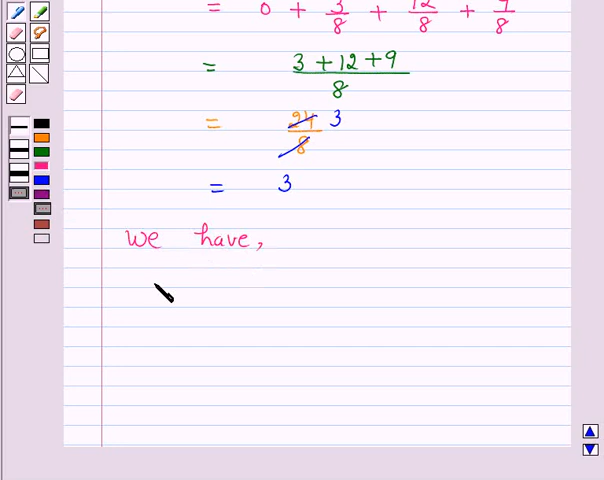 = 0 + 3/8 + 12/8 + 9/8
= 3 + 12 + 9 / 8
= 24/8 3
= 3
We have,